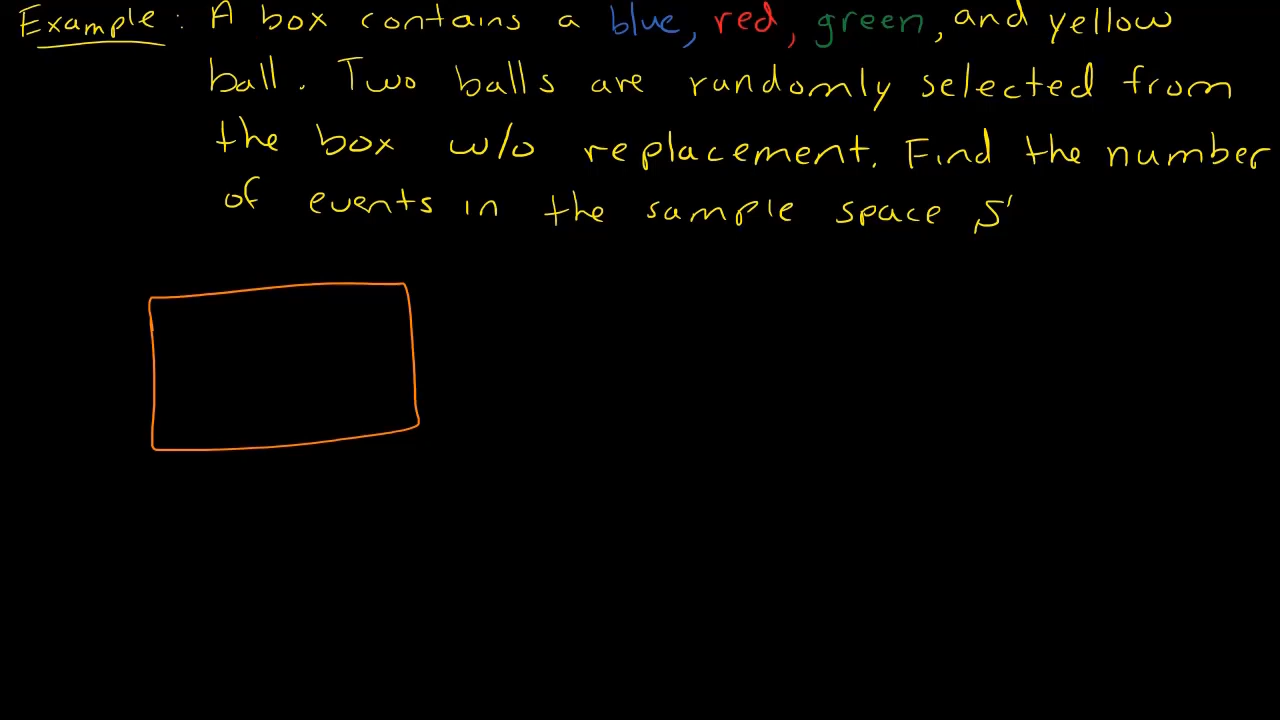 Example: A box contains a blue, red, green, and yellow
ball. Two balls are randomly selected from
the box w/o replacement. Find the number
of events in the sample space S